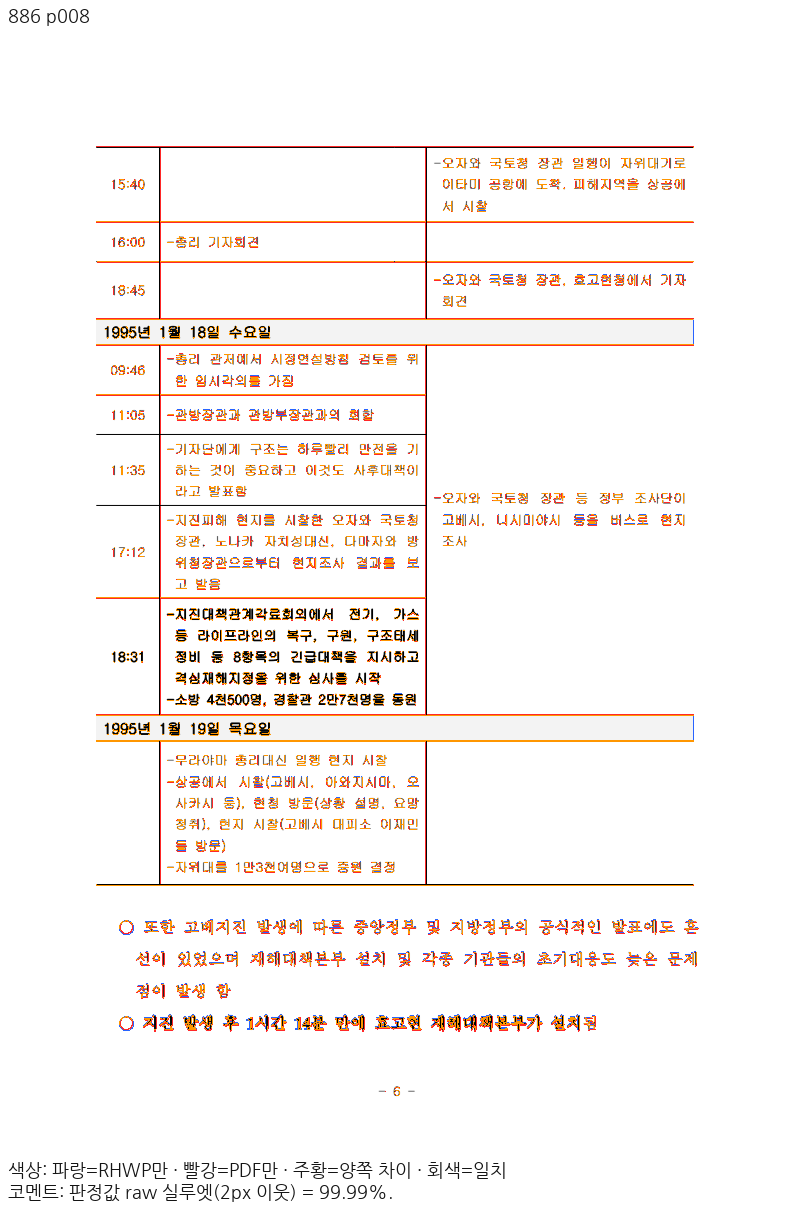 886 p008
15:40
-오자와 국토청 장관 일행이 자위대기로
이타미 공항에 도착, 피해지역을 상공에
서 시찰
16:00
-총리 기자회견
18:45
-오자와 국토청 장관, 효고현청에서 기자
회견
1995년 1월 18일 수요일
09:46
-총리 관저에서 시정연설방침 검토를 위
한 임시각의를 가짐
11:05
-관방장관과 관방부장관과의 회합
11:35
-기자단에게 구조는 하루빨리 만전을 기
하는 것이 중요하고 이것도 사후대책이
라고 발표함
-오자와 국토청 장관 등 정부 조사단이
고베시, 니시미야시 등을 버스로 현지
조사
17:12
-지진피해 현지를 시찰한 오자와 국토청
장관, 노나카 자치성대신, 다마자와 방
위청장관으로부터 현지조사 결과를 보
고 받음
18:31
-지진대책관계각료회의에서 전기, 가스
등 라이프라인의 복구, 구원, 구조태세
정비 등 8항목의 긴급대책을 지시하고
격심재해지정을 위한 심사를 시작
-소방 4천500명, 경찰관 2만7천명을 동원
1995년 1월 19일 목요일
-무라야마 총리대신 일행 현지 시찰
-상공에서 시찰(고베시, 아와지시마, 오
사카시 등), 현청 방문(상황 설명, 요망
청취), 현지 시찰(고베시 대피소 이재민
들 방문)
-자위대를 1만3천여명으로 증원 결정
○ 또한 고베지진 발생에 따른 중앙정부 및 지방정부의 공식적인 발표에도 혼
선이 있었으며 재해대책본부 설치 및 각종 기관들의 초기대응도 늦은 문제
점이 발생 함
○ 지진 발생 후 1시간 14분 만에 효고현 재해대책본부가 설치됨
- 6 -
색상: 파랑=RHWP만 · 빨강=PDF만 · 주황=양쪽 차이 · 회색=일치
코멘트: 판정값 raw 실루엣(2px 이웃) = 99.99%.